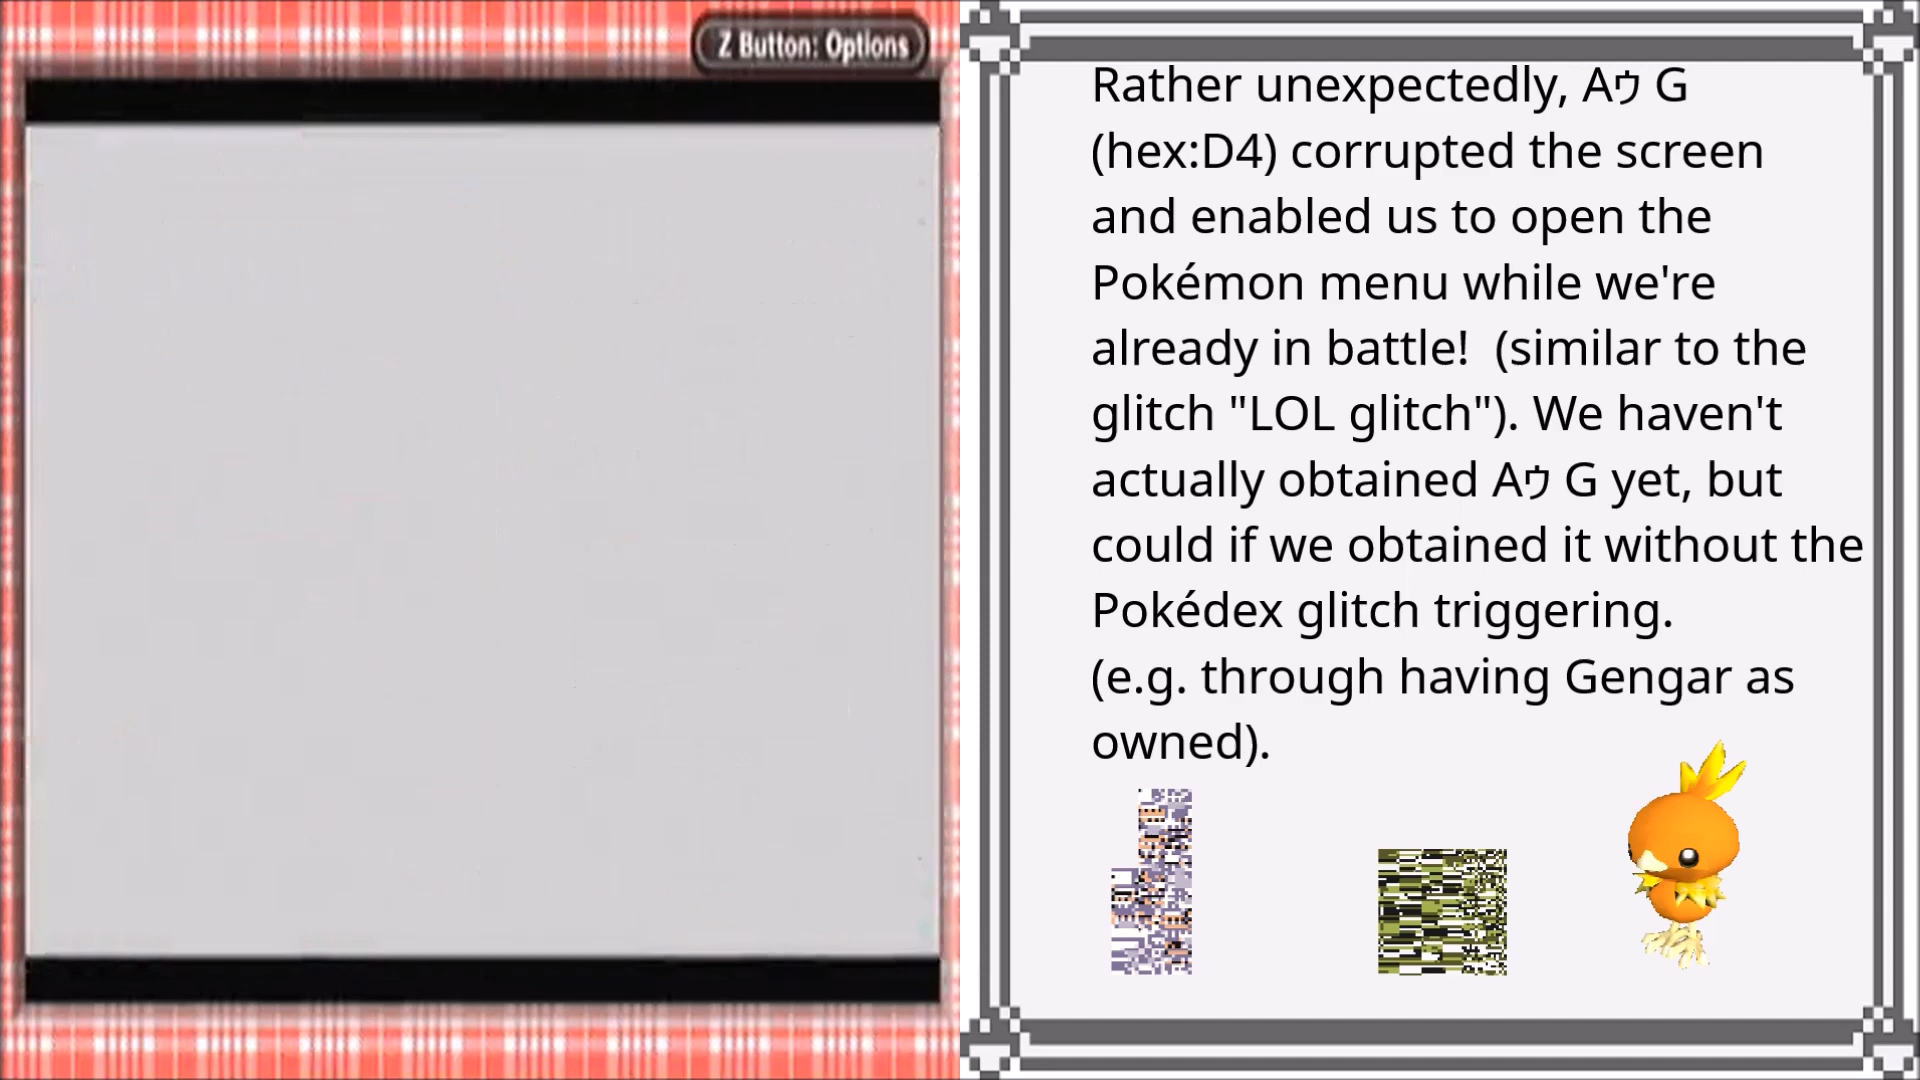 Z Button: Options
Rather unexpectedly, Aゥ G
(hex:D4) corrupted the screen
and enabled us to open the
Pokémon menu while we're
already in battle!  (similar to the
glitch "LOL glitch"). We haven't
actually obtained Aゥ G yet, but
could if we obtained it without the
Pokédex glitch triggering.
(e.g. through having Gengar as
owned).